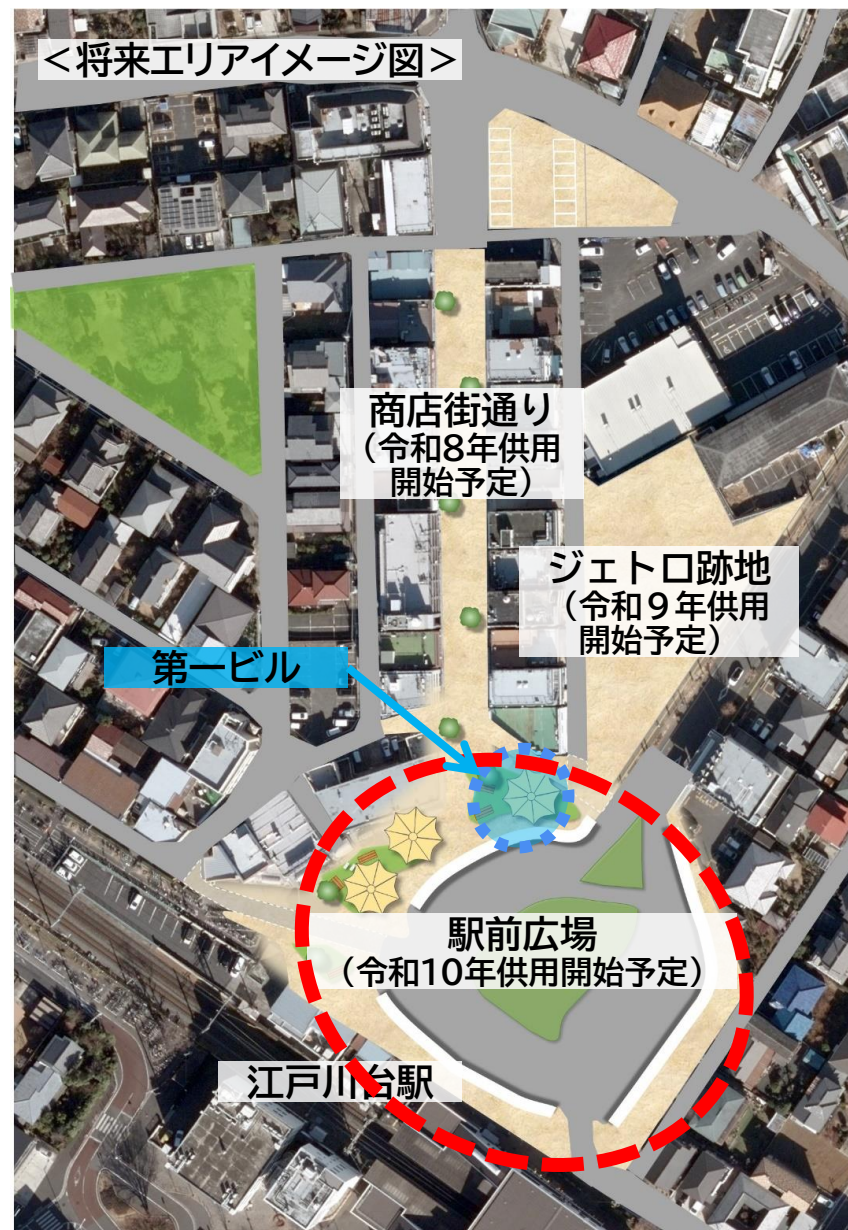 ＜将来エリアイメージ図＞
商店街通り
（令和8年供用
開始予定）
ジェトロ跡地
（令和９年供用
開始予定）
第一ビル
駅前広場
（令和10年供用開始予定）
江戸川台駅